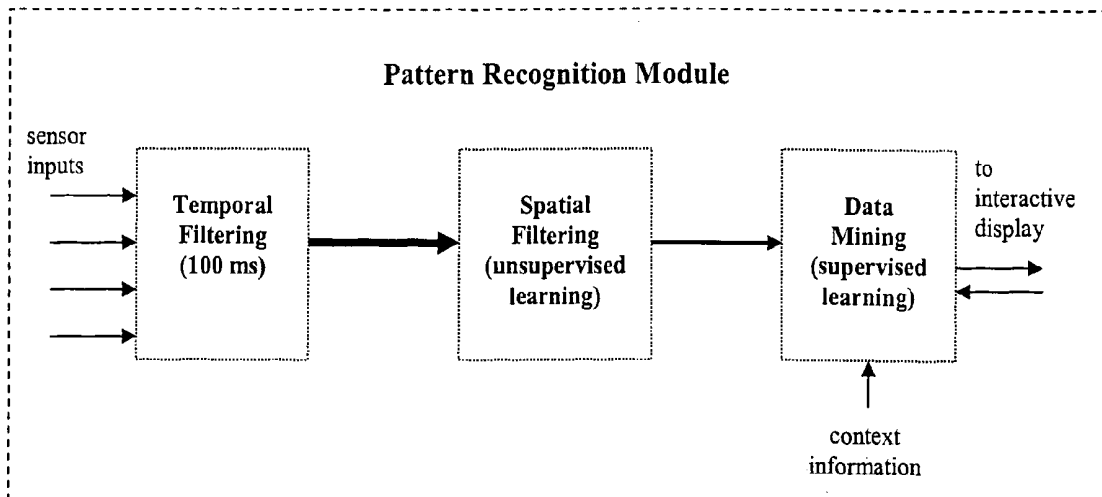 Pattern Recognition Module
sensor
inputs
Temporal
Filtering
(100 ms)
Spatial
Filtering
(unsupervised
learning)
Data
Mining
(supervised
learning)
to
interactive
display
context
information